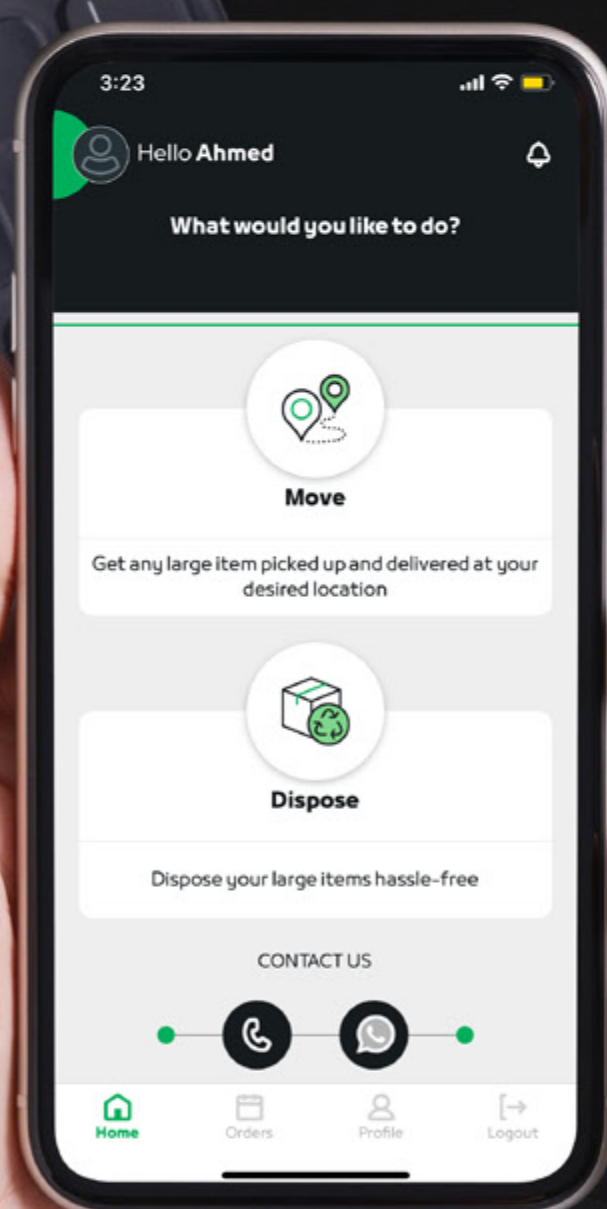 3:23
Hello Ahmed
What would you like to do?
Move
Get any large item picked up and delivered at your
desired location
Dispose
Dispose your large items hassle-free
CONTACT US
Home
Orders
Profile
Logout